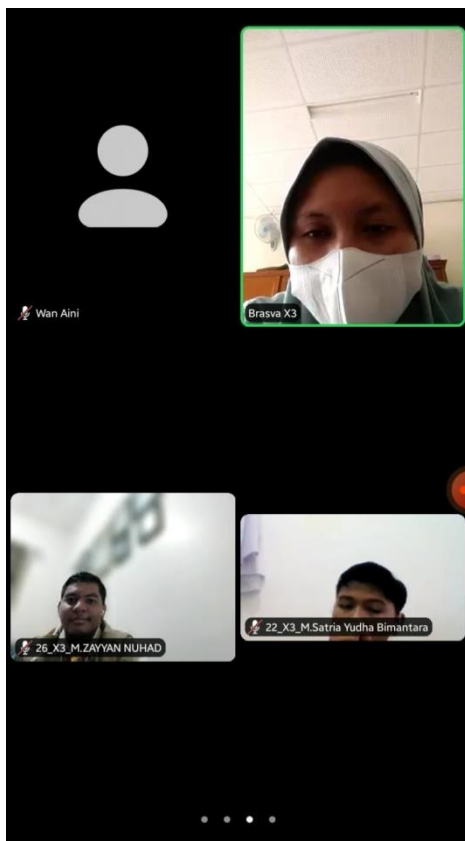 Wan Aini
Brasva X3
26_X3_M.ZAYYAN NUHAD
22_X3_M.Satria Yudha Bimantara